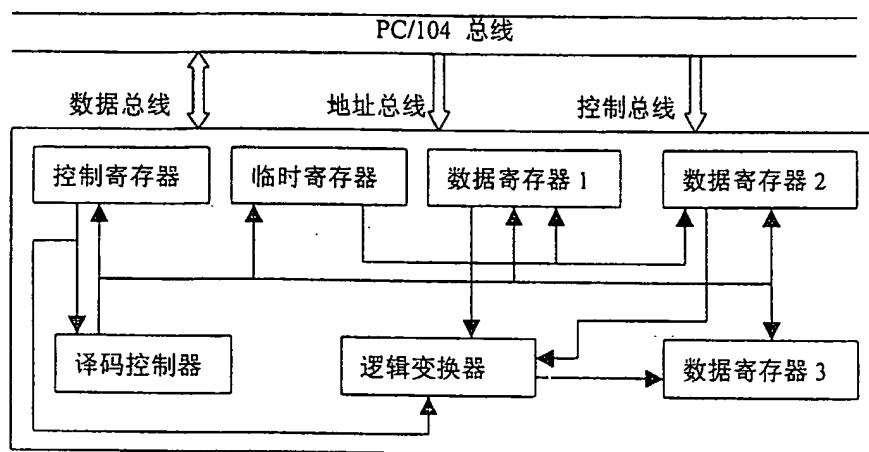 PC/104 总线
数据总线
地址总线
控制总线
控制寄存器
临时寄存器
数据寄存器 1
数据寄存器 2
译码控制器
逻辑变换器
数据寄存器 3